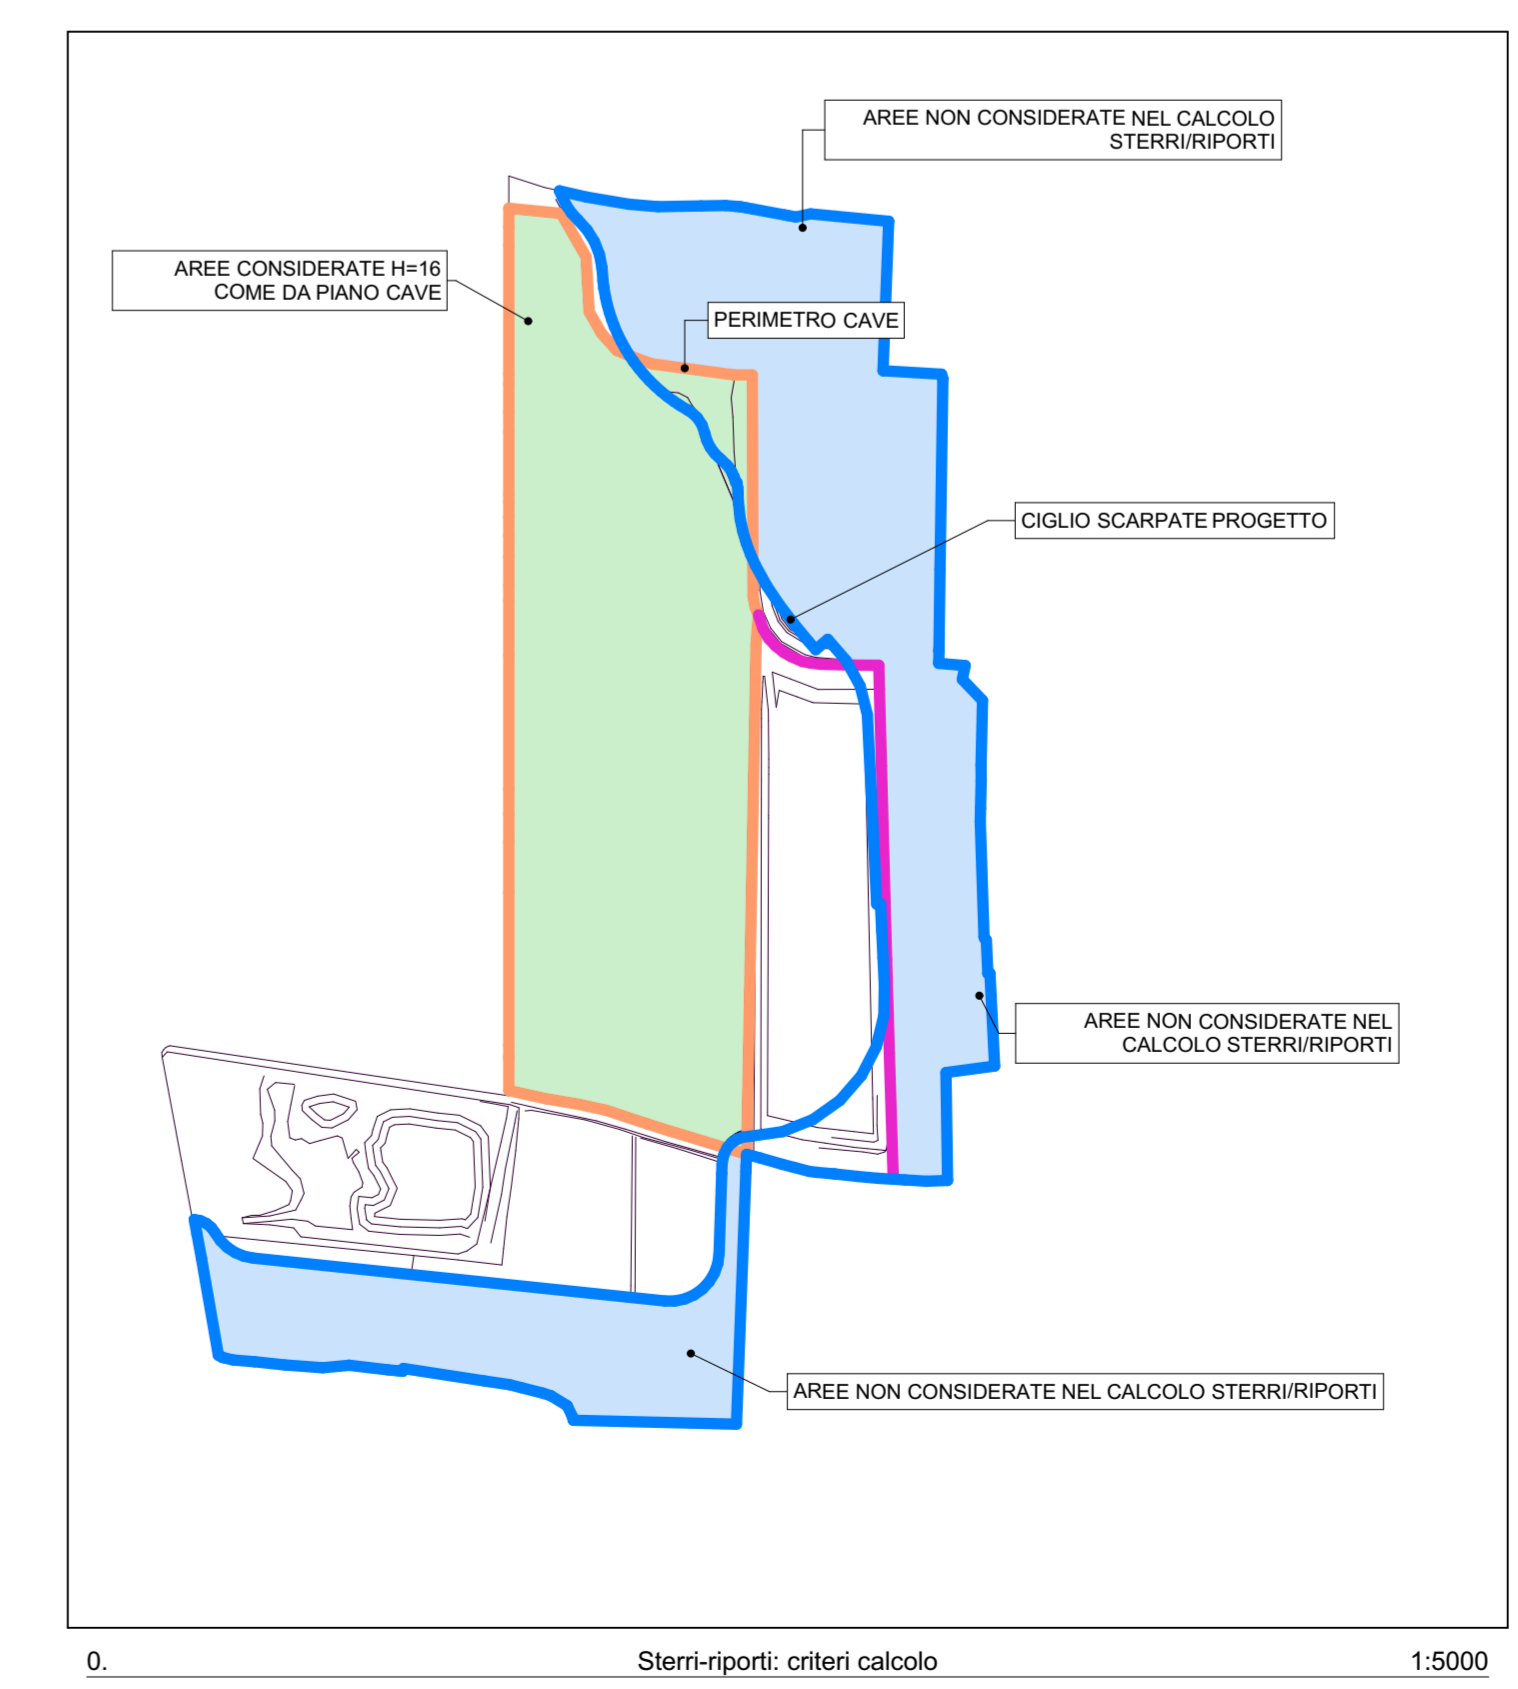 AREE NON CONSIDERATE NEL CALCOLO
STERRI/RIPORTI
AREE CONSIDERATE H=16
COME DA PIANO CAVE
PERIMETRO CAVE
CIGLIO SCARPATE PROGETTO
AREE NON CONSIDERATE NEL
CALCOLO STERRI/RIPORTI
AREE NON CONSIDERATE NEL CALCOLO STERRI/RIPORTI
0. Sterri-riporti: criteri calcolo 1:5000